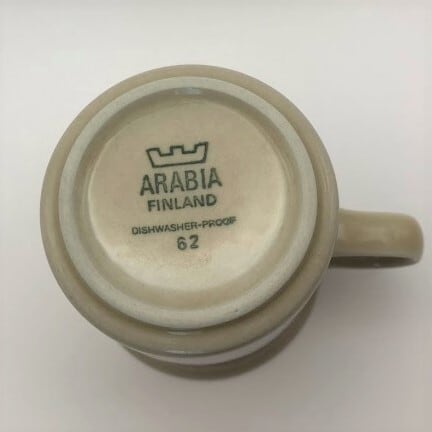 ARABIA
FINLAND
DISHWASHER-PROOF
62